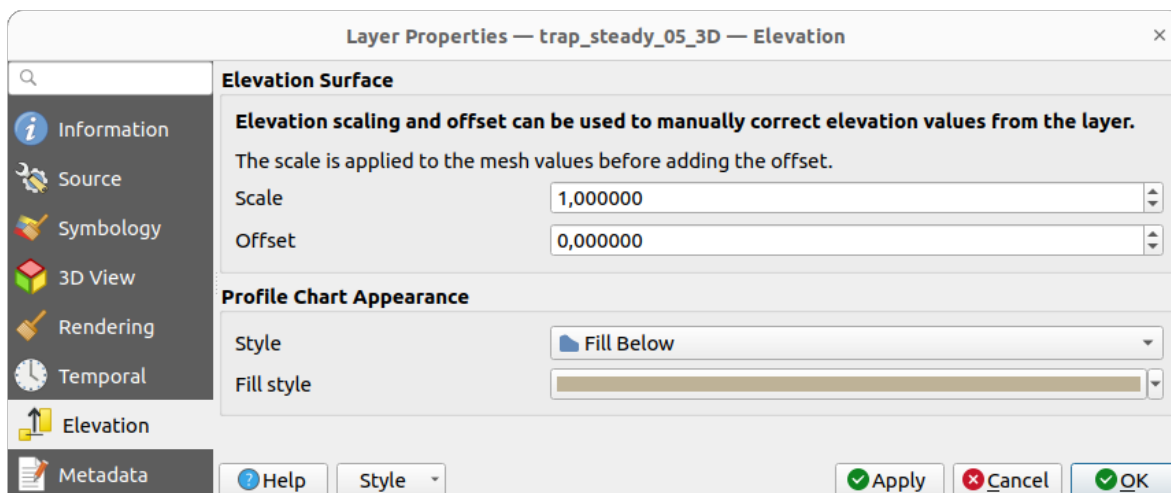 Layer Properties — trap_steady_05_3D — Elevation
Information
Source
Symbology
3D View
Rendering
Temporal
Elevation
Metadata
Elevation Surface
Elevation scaling and offset can be used to manually correct elevation values from the layer.
The scale is applied to the mesh values before adding the offset.
Scale 1,000000
Offset 0,000000
Profile Chart Appearance
Style Fill Below
Fill style
Help Style Apply Cancel OK